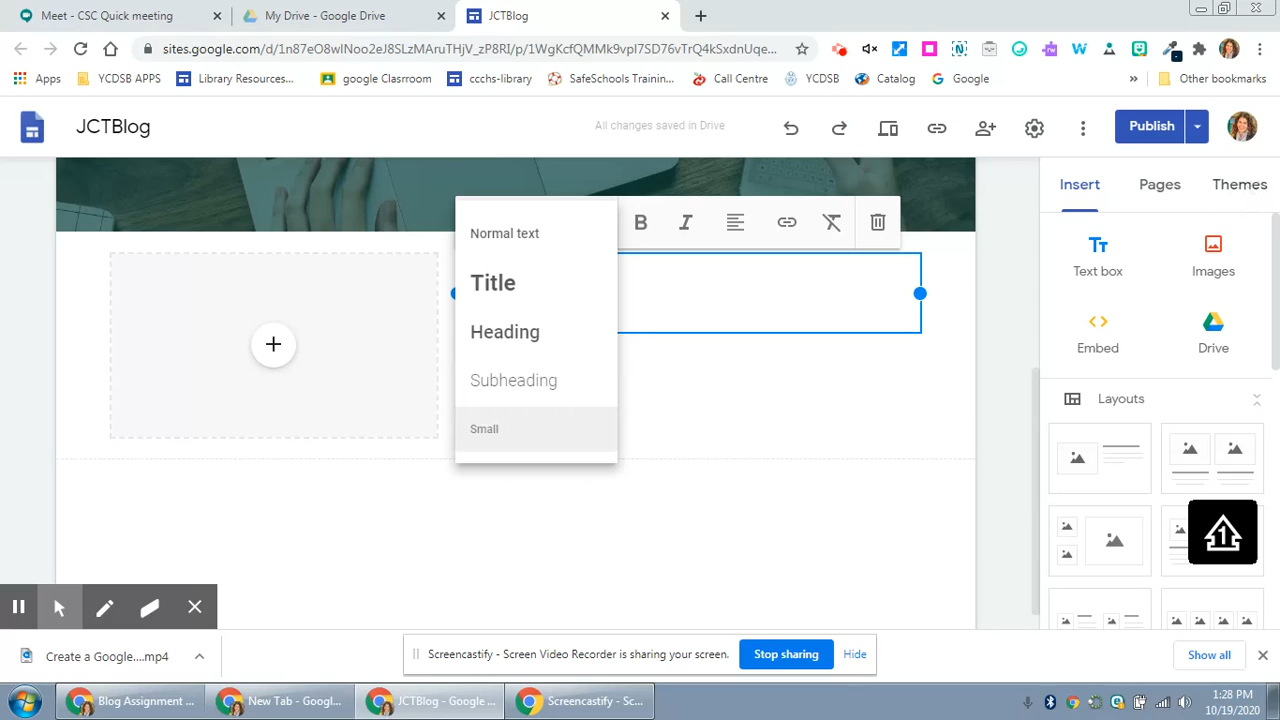 Meet - CSC Quick meeting
My Drive - Google Drive
JCTBlog
sites.google.com/d/1n87eO8wINoo2eJ8SLzMAruTHjV_zP8RI/p/1WgKcfQMMk9vpI7SD76vTrQ4kSxdnUqe...
Apps
YCDSB APPS
Library Resources...
google Classroom
ccchs-library
SafeSchools Trainin...
Call Centre
YCDSB
Catalog
Google
Other bookmarks
JCTBlog
All changes saved in Drive
Publish
Insert
Pages
Themes
Normal text
Title
Heading
Subheading
Small
Text box
Images
Embed
Drive
Layouts
Create a Google....mp4
Screencastify - Screen Video Recorder is sharing your screen.
Stop sharing
Hide
Show all
Blog Assignment ...
New Tab - Googl...
JCTBlog - Google ...
Screencastify - Sc...
1:28 PM
10/19/2020